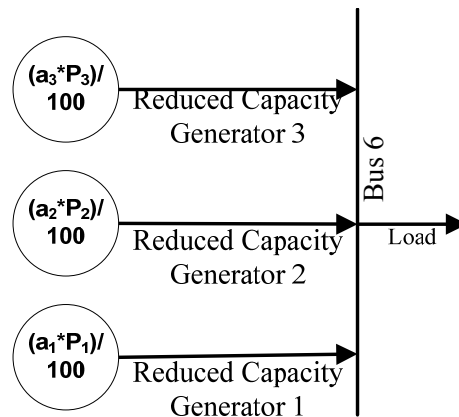 (a₃*P₃)/
100
Reduced Capacity
Generator 3
Bus 6
(a₂*P₂)/
100
Reduced Capacity
Generator 2
Load
(a₁*P₁)/
100
Reduced Capacity
Generator 1